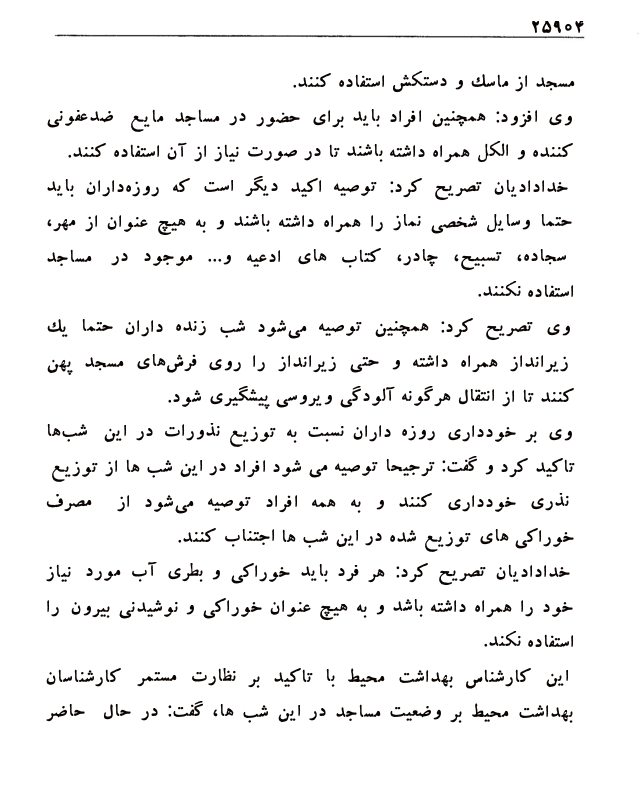 ۲۵۹۰۴
مسجد از ماسك و دستكش استفاده كنند.
وی افزود: همچنین افراد باید برای حضور در مساجد مایع ضدعفونی
كننده و الكل همراه داشته باشند تا در صورت نیاز از آن استفاده كنند.
خدادادیان تصریح كرد: توصیه اكید دیگر است كه روزه‌داران باید
حتما وسایل شخصی نماز را همراه داشته باشند و به هیچ عنوان از مهر،
سجاده، تسبیح، چادر، كتاب های ادعیه و... موجود در مساجد
استفاده نكنند.
وی تصریح كرد: همچنین توصیه می‌شود شب زنده داران حتما یك
زیرانداز همراه داشته و حتی زیرانداز را روی فرش‌های مسجد پهن
كنند تا از انتقال هرگونه آلودگی ویروسی پیشگیری شود.
وی بر خودداری روزه داران نسبت به توزیع نذورات در این شب‌ها
تاكید كرد و گفت: ترجیحا توصیه می شود افراد در این شب ها از توزیع
نذری خودداری كنند و به همه افراد توصیه می‌شود از مصرف
خوراكی های توزیع شده در این شب ها اجتناب كنند.
خدادادیان تصریح كرد: هر فرد باید خوراكی و بطری آب مورد نیاز
خود را همراه داشته باشد و به هیچ عنوان خوراكی و نوشیدنی بیرون را
استفاده نكند.
این كارشناس بهداشت محیط با تاكید بر نظارت مستمر كارشناسان
بهداشت محیط بر وضعیت مساجد در این شب ها، گفت: در حال حاضر